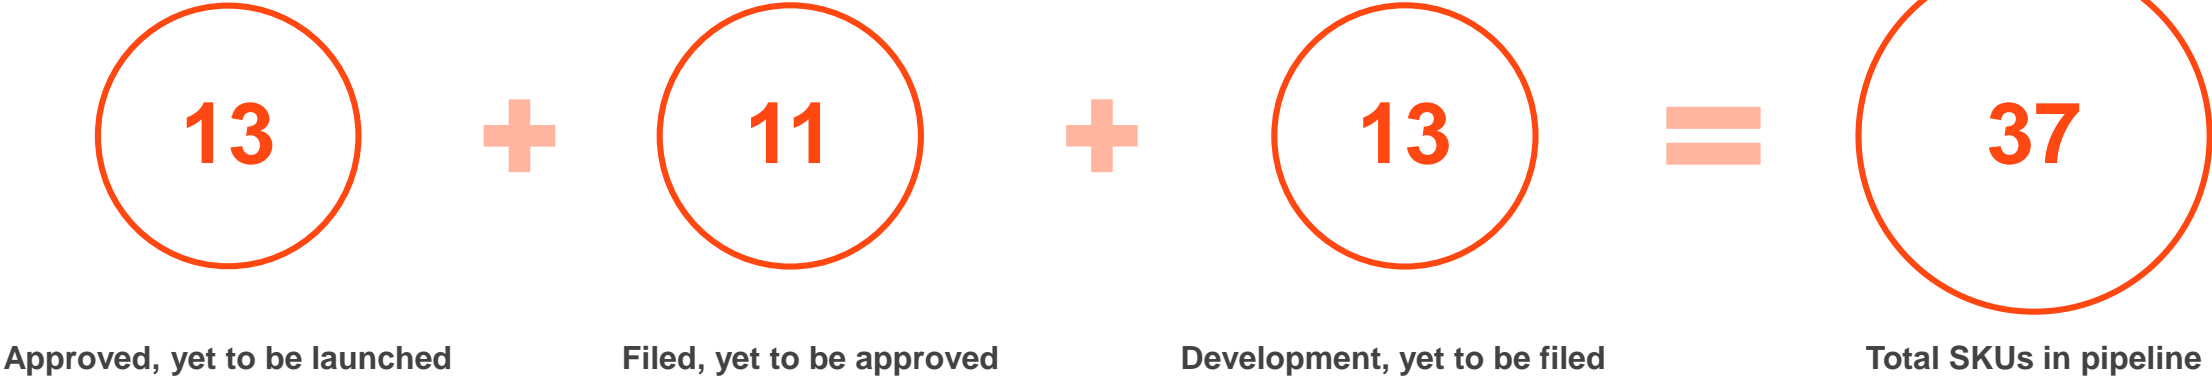 13 + 11 + 13 = 37
Approved, yet to be launched
Filed, yet to be approved
Development, yet to be filed
Total SKUs in pipeline